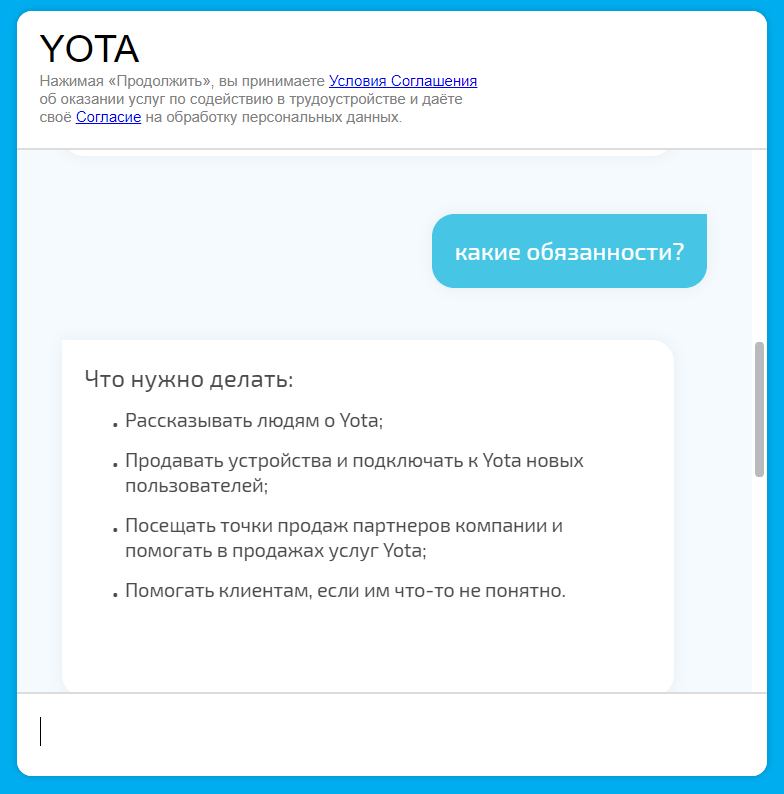 YOTA
Нажимая «Продолжить», вы принимаете Условия Соглашения
об оказании услуг по содействию в трудоустройстве и даёте
своё Согласие на обработку персональных данных.
какие обязанности?
Что нужно делать:
• Рассказывать людям о Yota;
• Продавать устройства и подключать к Yota новых
пользователей;
• Посещать точки продаж партнеров компании и
помогать в продажах услуг Yota;
• Помогать клиентам, если им что-то не понятно.